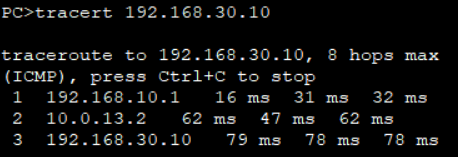 PC>tracert 192.168.30.10
traceroute to 192.168.30.10, 8 hops max
(ICMP), press Ctrl+C to stop
1 192.168.10.1 16 ms 31 ms 32 ms
2 10.0.13.2 62 ms 47 ms 62 ms
3 192.168.30.10 79 ms 78 ms 78 ms